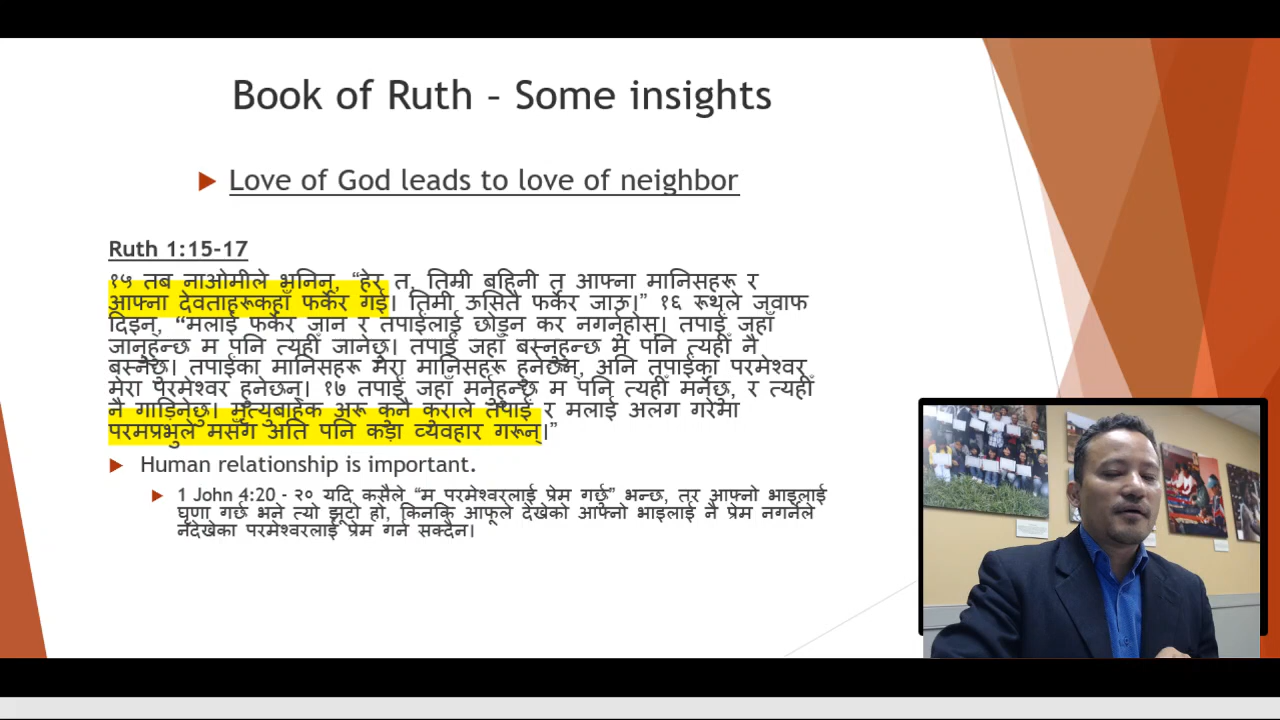 Book of Ruth – Some insights
Love of God leads to love of neighbor
Ruth 1:15-17
१५ तब नाओमीले भनिन्, “हेर त, तिम्री बहिनी त आफ्ना मानिसहरू र
आफ्ना देवताहरूकहाँ फर्केर गई। तिमी ऊसितै फर्केर जाऊ।” १६ रूथले जवाफ
दिइन्, “मलाई फर्केर जान र तपाईंलाई छोड्न कर नगर्नुहोस्। तपाईं जहाँ
जानुहुन्छ म पनि त्यहीँ जानेछु। तपाईं जहाँ बस्नुहुन्छ म पनि त्यहीँ नै
बस्नेछु। तपाईंका मानिसहरू मेरा मानिसहरू हुनेछन्, अनि तपाईंका परमेश्वर
मेरा परमेश्वर हुनेछन्। १७ तपाईं जहाँ मर्नुहुन्छ म पनि त्यहीँ मर्नेछु, र त्यहीँ
नै गाडिनेछु। मृत्युबाहेक अरू कुनै कुराले तपाईं र मलाई अलग गरेमा
परमप्रभुले मसँग अति पनि कड़ा व्यवहार गरून्।”
Human relationship is important.
1 John 4:20 - २० यदि कसैले “म परमेश्वरलाई प्रेम गर्छु” भन्छ, तर आफ्नो भाइलाई
घृणा गर्छ भने त्यो झूटो हो, किनकि आफूले देखेको आफ्नो भाइलाई नै प्रेम नगर्नेले
नदेखेका परमेश्वरलाई प्रेम गर्न सक्दैन।